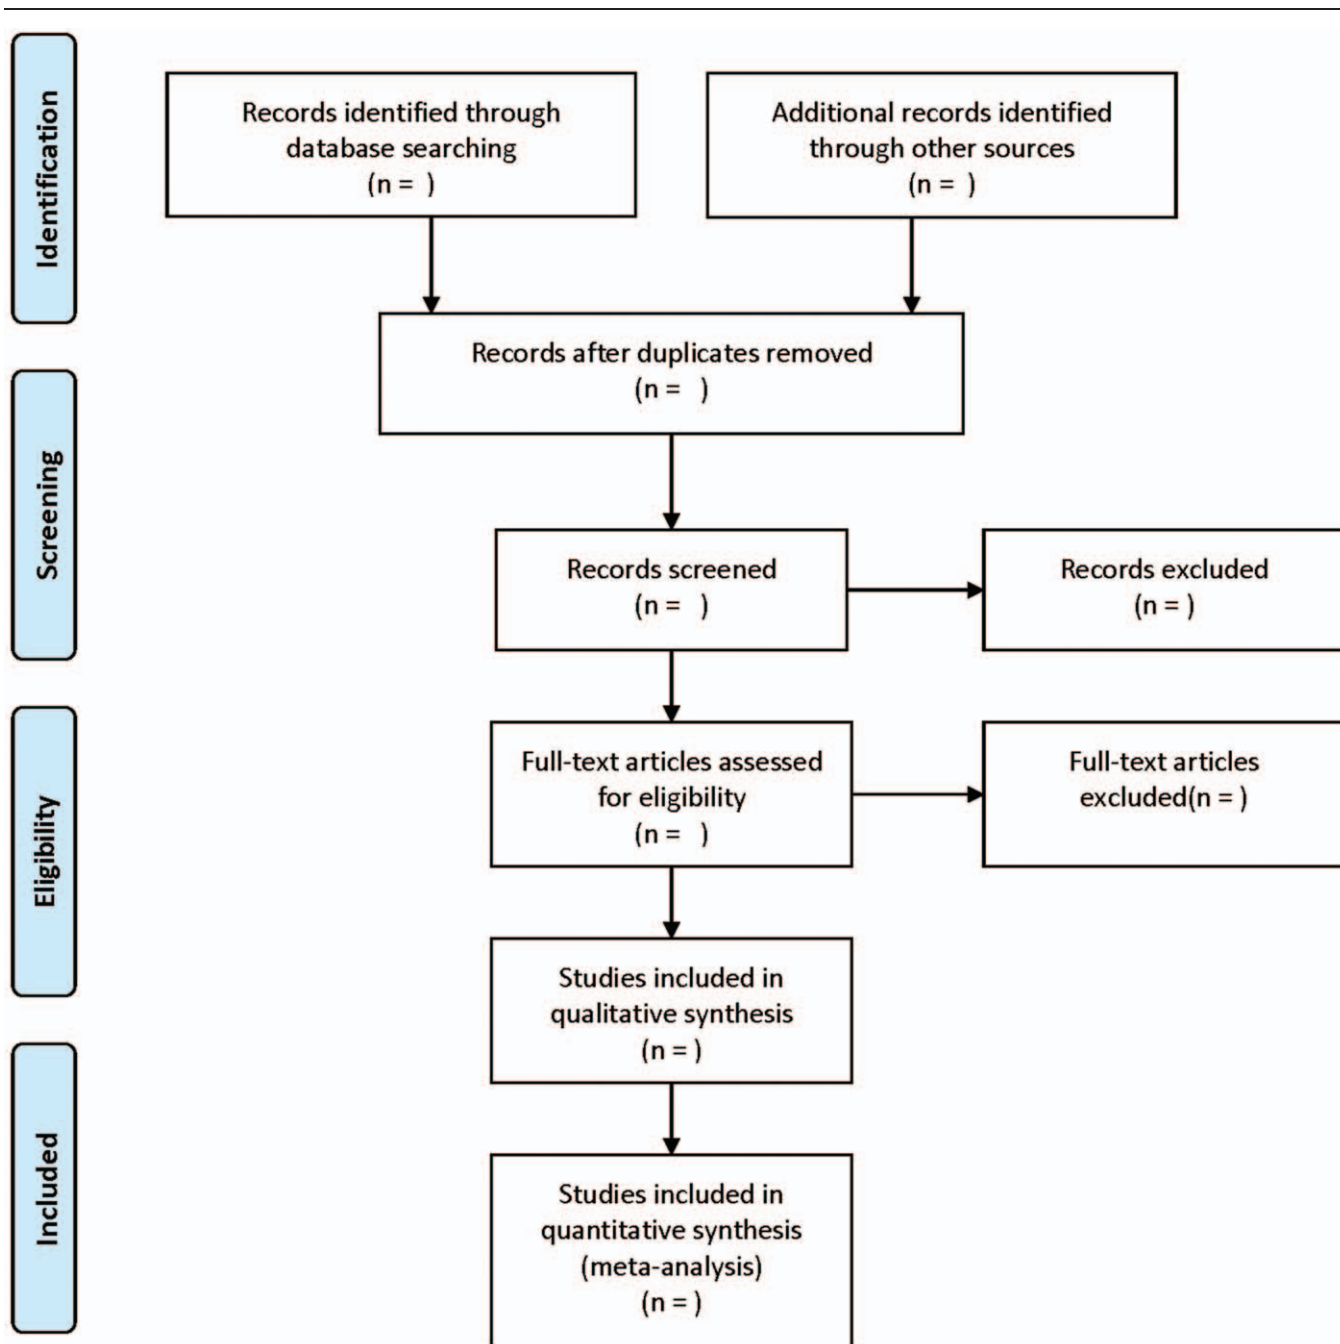 Identification
Records identified through
database searching
(n =  )
Additional records identified
through other sources
(n =  )
Records after duplicates removed
(n =   )
Screening
Records screened
(n =   )
Records excluded
(n = )
Eligibility
Full-text articles assessed
for eligibility
(n =   )
Full-text articles
excluded(n = )
Studies included in
qualitative synthesis
(n = )
Included
Studies included in
quantitative synthesis
(meta-analysis)
(n = )